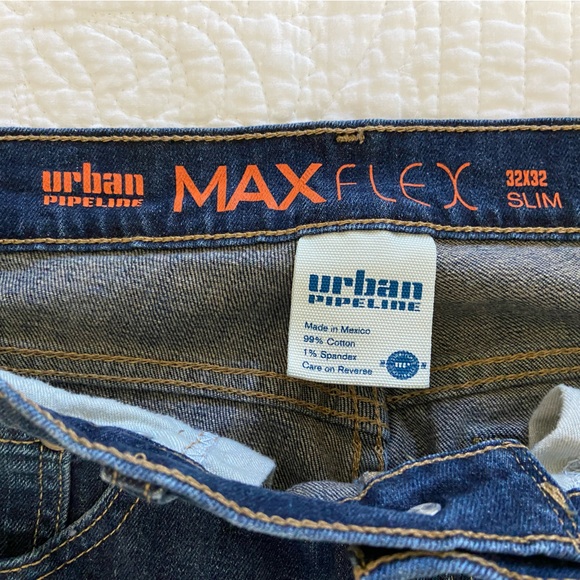 urban
PIPELINE
MAX FLEX
32X32
SLIM
urban
PIPELINE
Made in Mexico
99% Cotton
1% Spandex
Care on Reverse